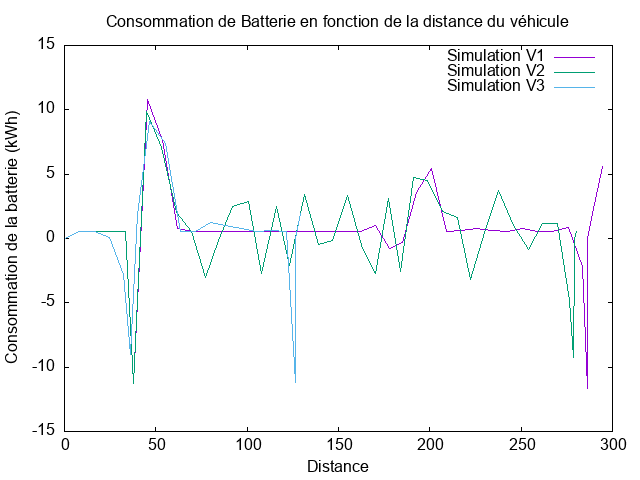 Consommation de Batterie en fonction de la distance du véhicule
15
10
5
0
-5
-10
-15
Consommation de la batterie (kWh)
Simulation V1
Simulation V2
Simulation V3
0 50 100 150 200 250 300
Distance